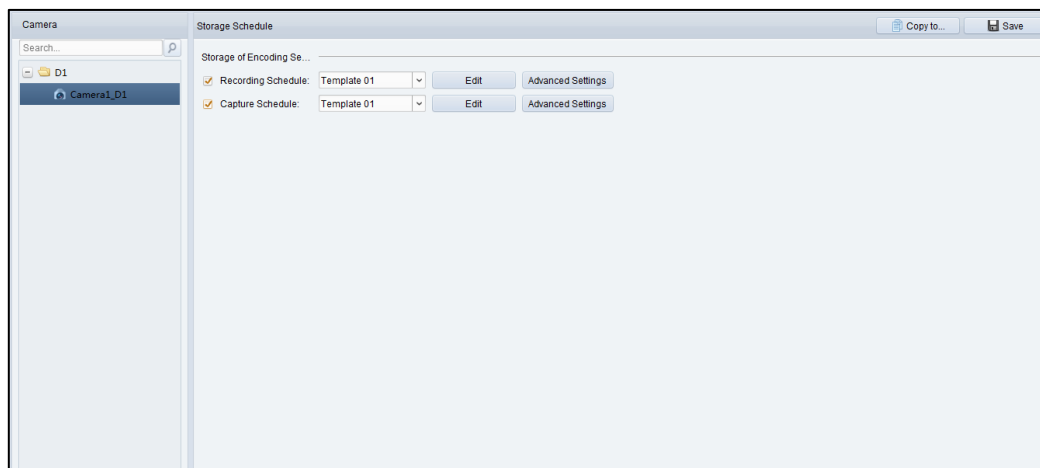 Camera
Storage Schedule
Copy to...
Save
Search...
Storage of Encoding Se...
D1
Recording Schedule: Template 01 Edit Advanced Settings
Camera1_D1
Capture Schedule: Template 01 Edit Advanced Settings